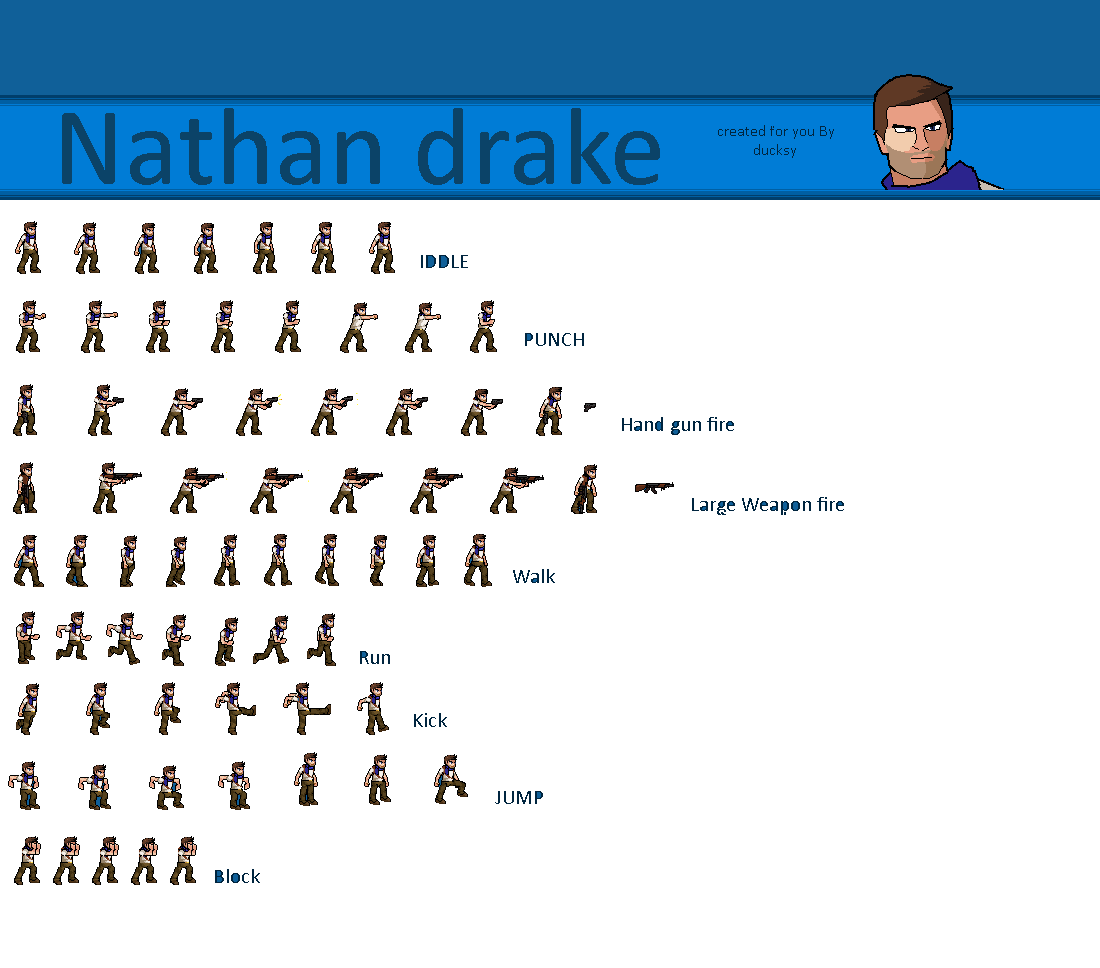 Nathan drake
created for you By
ducksy
IDDLE
PUNCH
Hand gun fire
Large Weapon fire
Walk
Run
Kick
JUMP
Block